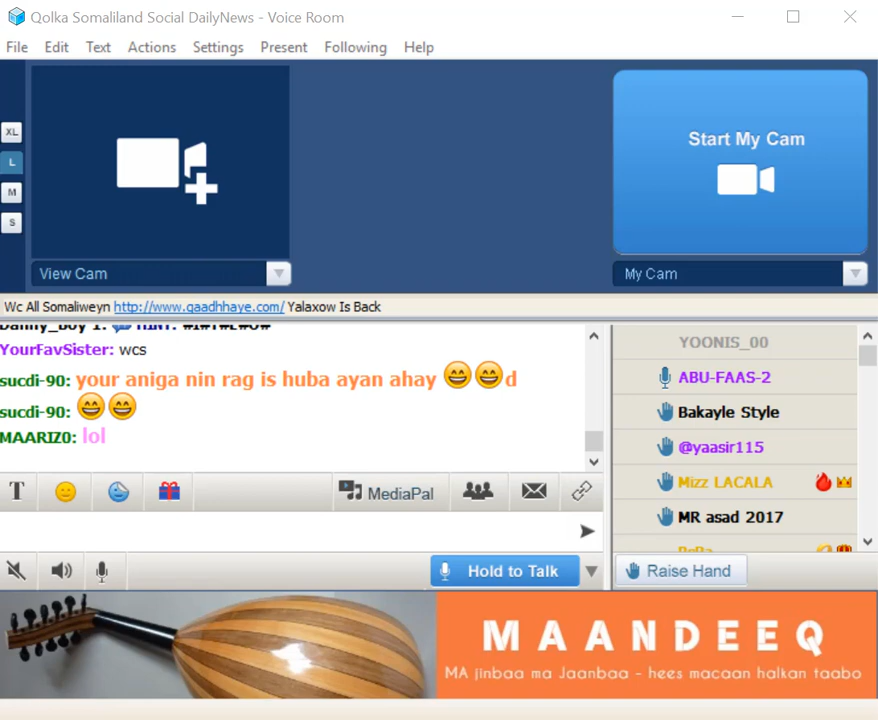 Qolka Somaliland Social DailyNews - Voice Room
File Edit Text Actions Settings Present Following Help
XL
L
M
S
Start My Cam
View Cam
My Cam
Wc All Somaliweyn http://www.qaadhhaye.com/ Yalaxow Is Back
YourFavSister: wcs
sucdi-90: your aniga nin rag is huba ayan ahay d
sucdi-90:
MAARIZ0: lol
YOONIS_00
ABU-FAAS-2
Bakayle Style
@yaasir115
Mizz LACALA
MR asad 2017
T MediaPal
Hold to Talk
Raise Hand
MAANDEEQ
MA jinbaa ma Jaanbaa - hees macaan halkan taabo